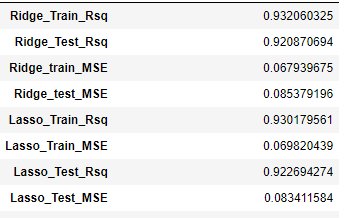 Ridge_Train_Rsq 0.932060325
Ridge_Test_Rsq 0.920870694
Ridge_train_MSE 0.067939675
Ridge_test_MSE 0.085379196
Lasso_Train_Rsq 0.930179561
Lasso_Train_MSE 0.069820439
Lasso_Test_Rsq 0.922694274
Lasso_Test_MSE 0.083411584